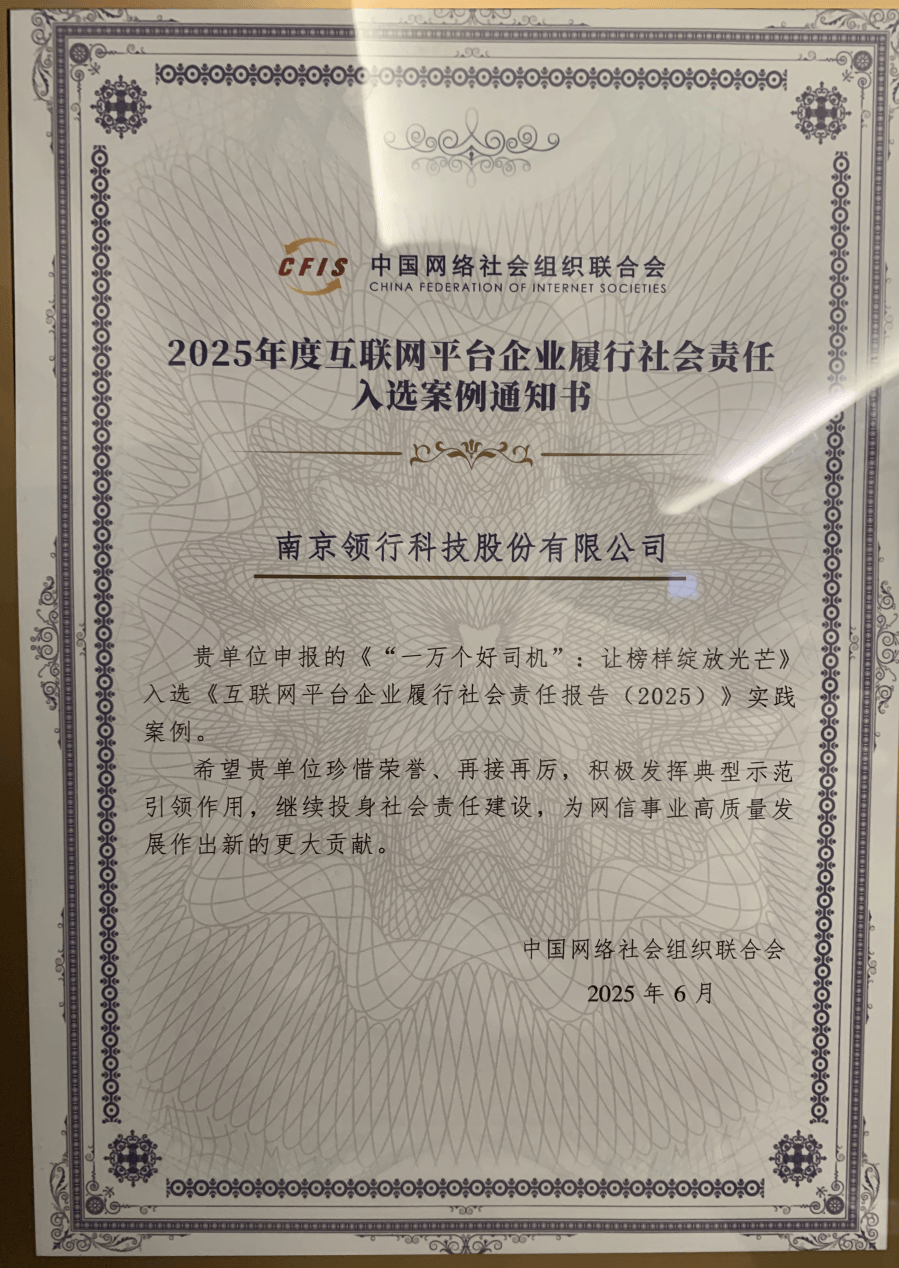 CFIS 中国网络社会组织联合会
CHINA FEDERATION OF INTERNET SOCIETIES
2025年度互联网平台企业履行社会责任
入选案例通知书
南京领行科技股份有限公司
贵单位申报的《“一万个好司机”:让榜样绽放光芒》
入选《互联网平台企业履行社会责任报告(2025)》实践
案例。
希望贵单位珍惜荣誉、再接再厉,积极发挥典型示范
引领作用,继续投身社会责任建设,为网信事业高质量发
展作出新的更大贡献。
中国网络社会组织联合会
2025 年 6 月